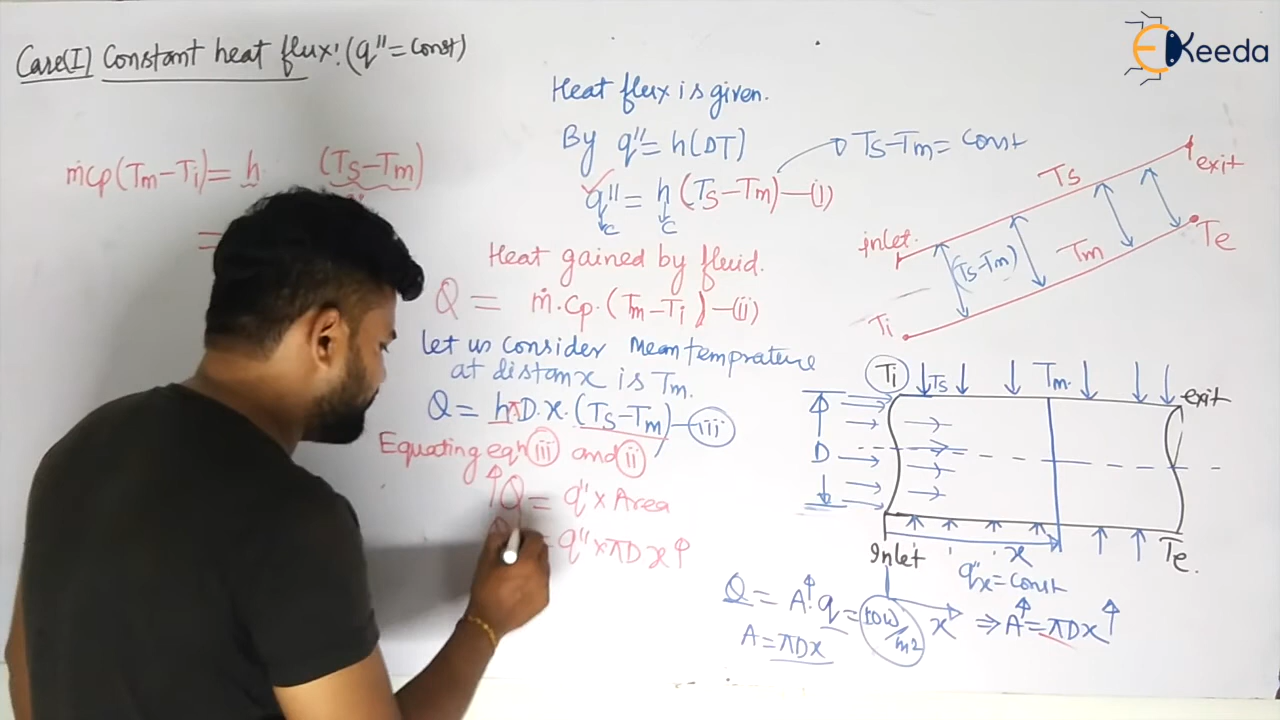 Case(I) Constant heat flux! (q" = const)
EKeeda
Heat flux is given.
By q" = h(DT)
Ts-Tm = const
q" = h (Ts-Tm) —(i)
c c
ṁcp(Tm-Ti) = h (Ts-Tm)
=
Heat gained by fluid.
Q = ṁ.cp.(Tm-Ti) —(ii)
let us consider mean temprature
at distanx is Tm.
Q = hπD.x.(Ts-Tm) —(iii)
Equating eqn (iii) and (ii)
↑Q = q" x Area
= q" x πD x↑
Ts
exit
inlet
(Ts-Tm)
Tm
Te
Ti
Ti
Ts
Tm.
exit
D
Inlet
x
Te.
q"x = const
Q = A↑. q = 10W/m2
x
⇒ A↑ = πDx↑
A = πDx